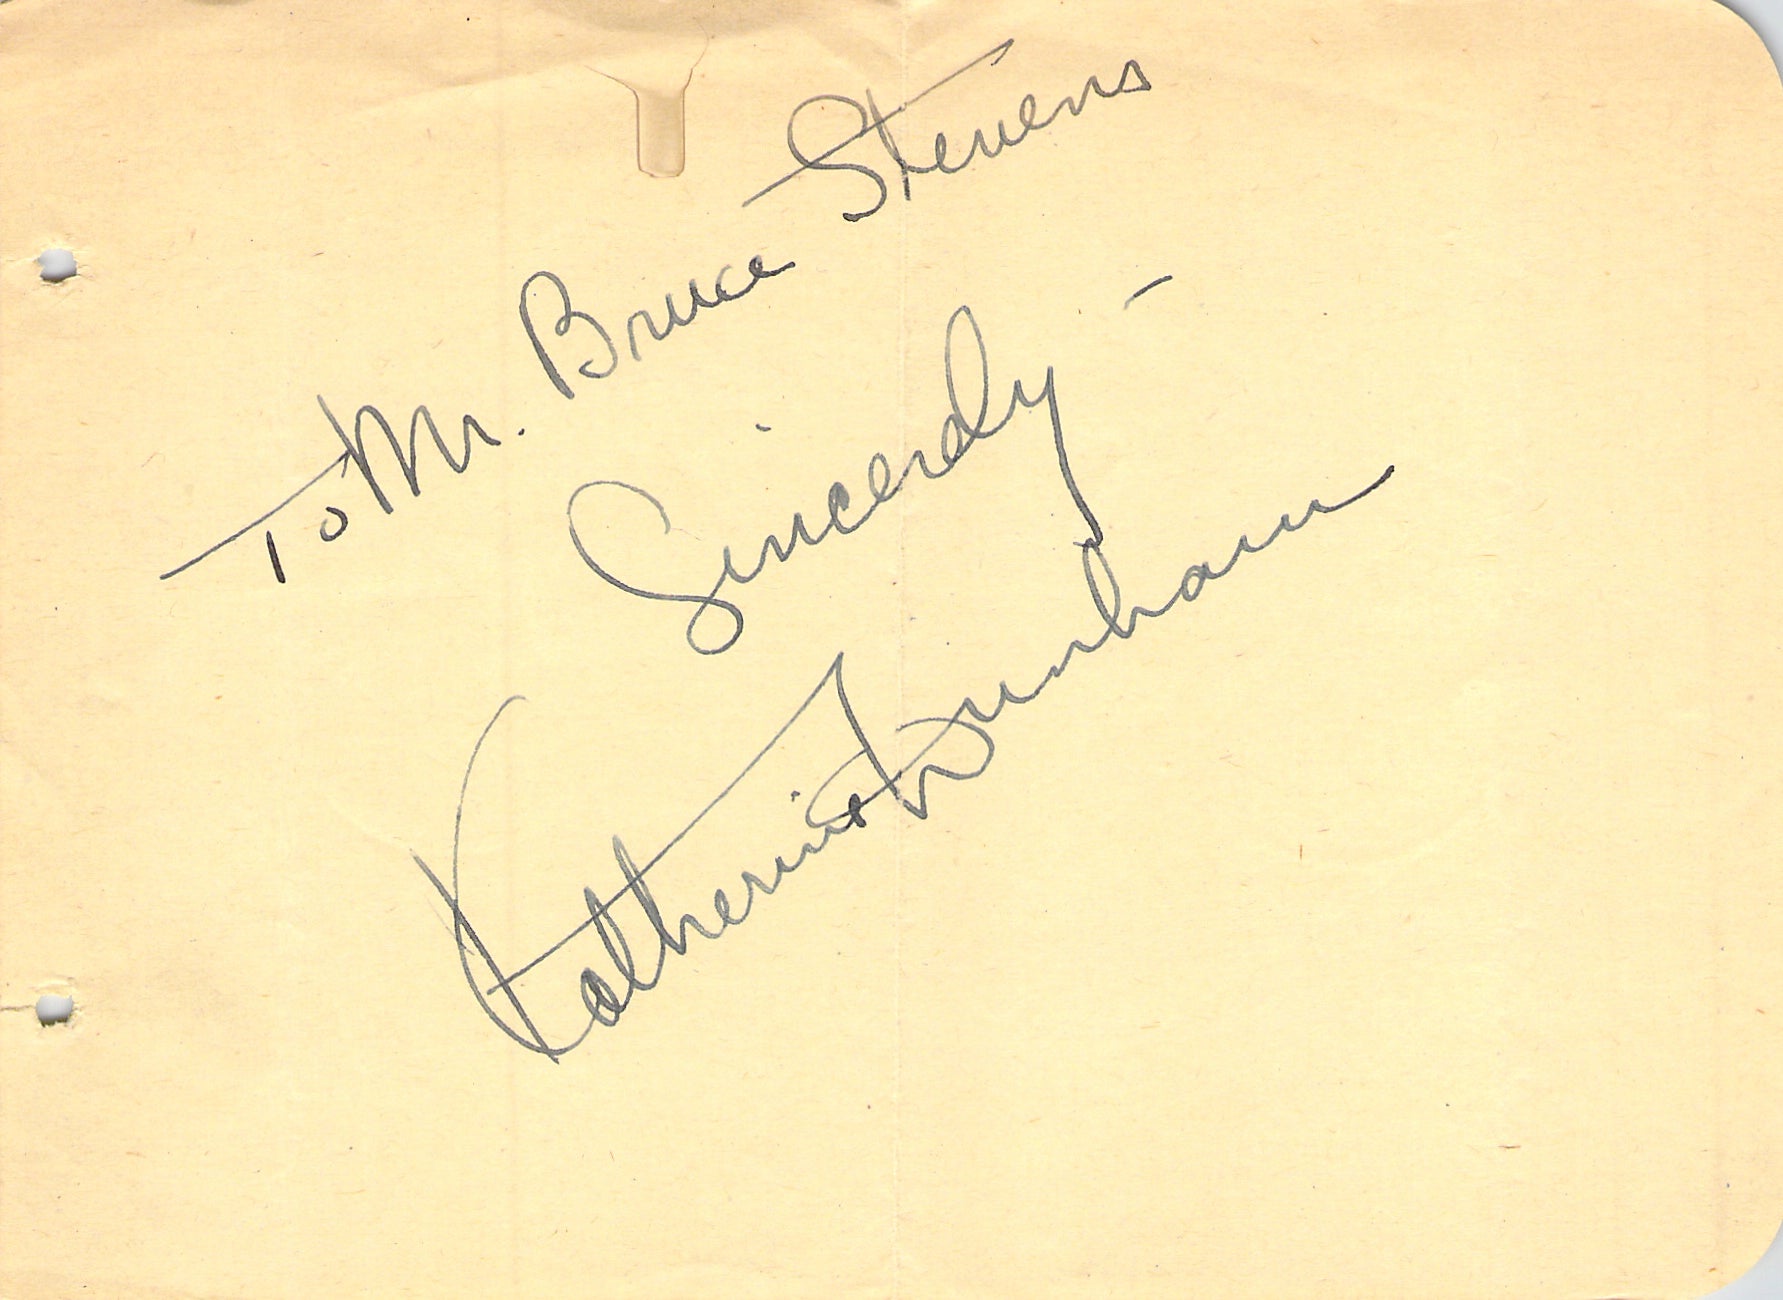 To Mr. Bruce Stevens
Sincerely -
Katherine Dunham